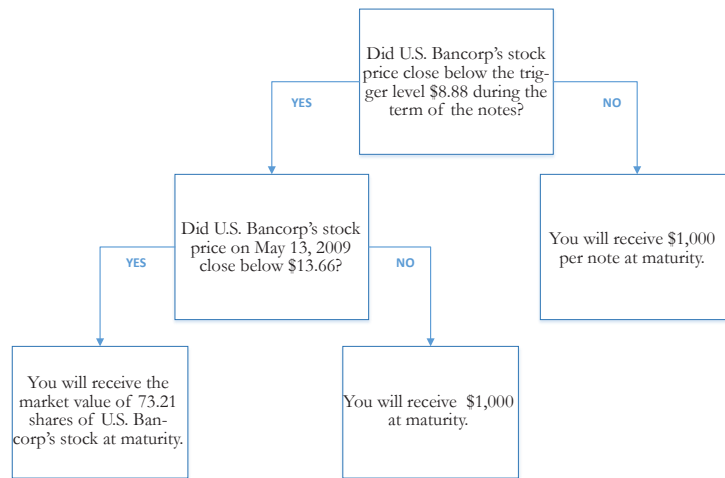 Did U.S. Bancorp's stock
price close below the trig-
ger level $8.88 during the
term of the notes?
YES
NO
Did U.S. Bancorp's stock
price on May 13, 2009
close below $13.66?
You will receive $1,000
per note at maturity.
YES
NO
You will receive the
market value of 73.21
shares of U.S. Ban-
corp's stock at maturity.
You will receive  $1,000
at maturity.